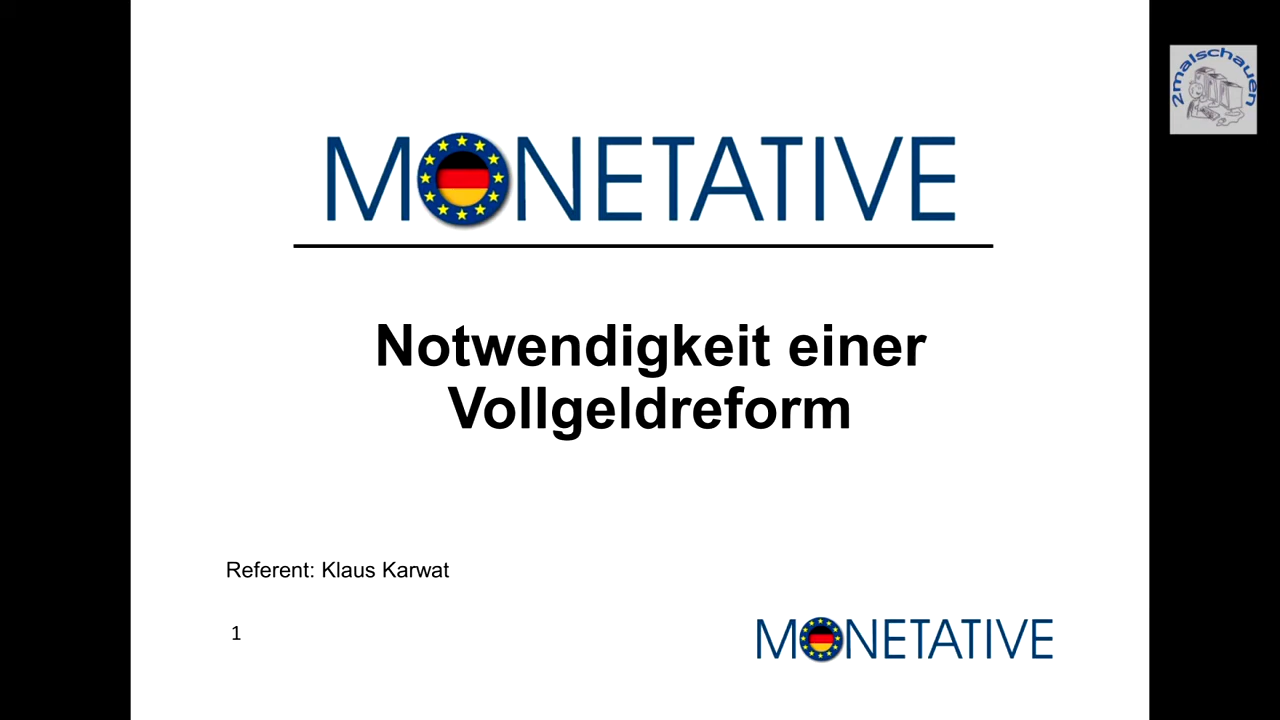 2malschauen
MONETATIVE
Notwendigkeit einer
Vollgeldreform
Referent: Klaus Karwat
1
MONETATIVE